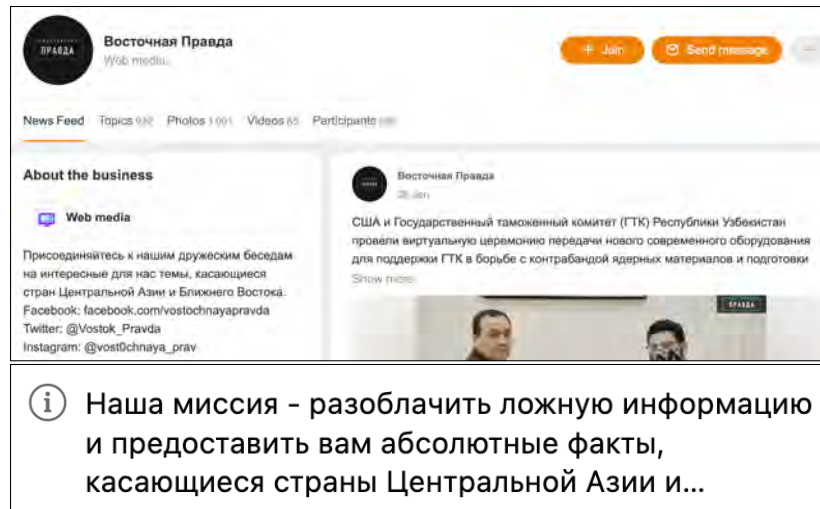 ПРАВДА
Восточная Правда
Web media
+ Join
Send message
News Feed Topics Photos 1 001 Videos Participants
About the business
Web media
Присоединяйтесь к нашим дружеским беседам
на интересные для нас темы, касающиеся
стран Центральной Азии и Ближнего Востока.
Facebook: facebook.com/vostochnayapravda
Twitter: @Vostok_Pravda
Instagram: @vost0chnaya_prav
Восточная Правда
Jan
США и Государственный таможенный комитет (ГТК) Республики Узбекистан
провели виртуальную церемонию передачи нового современного оборудования
для поддержки ГТК в борьбе с контрабандой ядерных материалов и подготовки
Show more
ПРАВДА
Наша миссия - разоблачить ложную информацию
и предоставить вам абсолютные факты,
касающиеся страны Центральной Азии и...